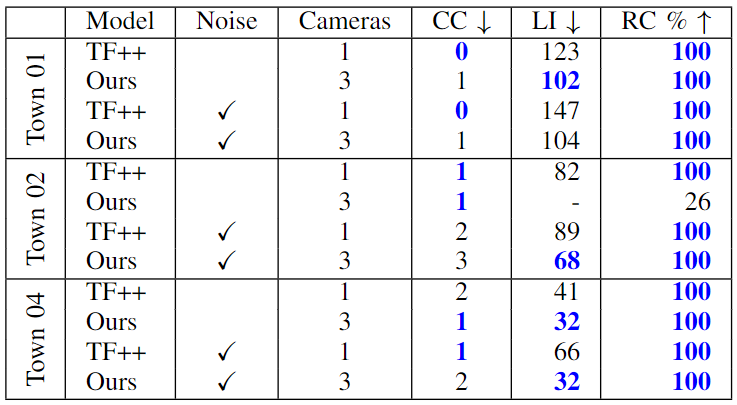 Model Noise Cameras CC ↓ LI ↓ RC % ↑
Town 01
TF++ 1 0 123 100
Ours 3 1 102 100
TF++ ✓ 1 0 147 100
Ours ✓ 3 1 104 100
Town 02
TF++ 1 1 82 100
Ours 3 1 - 26
TF++ ✓ 1 2 89 100
Ours ✓ 3 3 68 100
Town 04
TF++ 1 2 41 100
Ours 3 1 32 100
TF++ ✓ 1 1 66 100
Ours ✓ 3 2 32 100